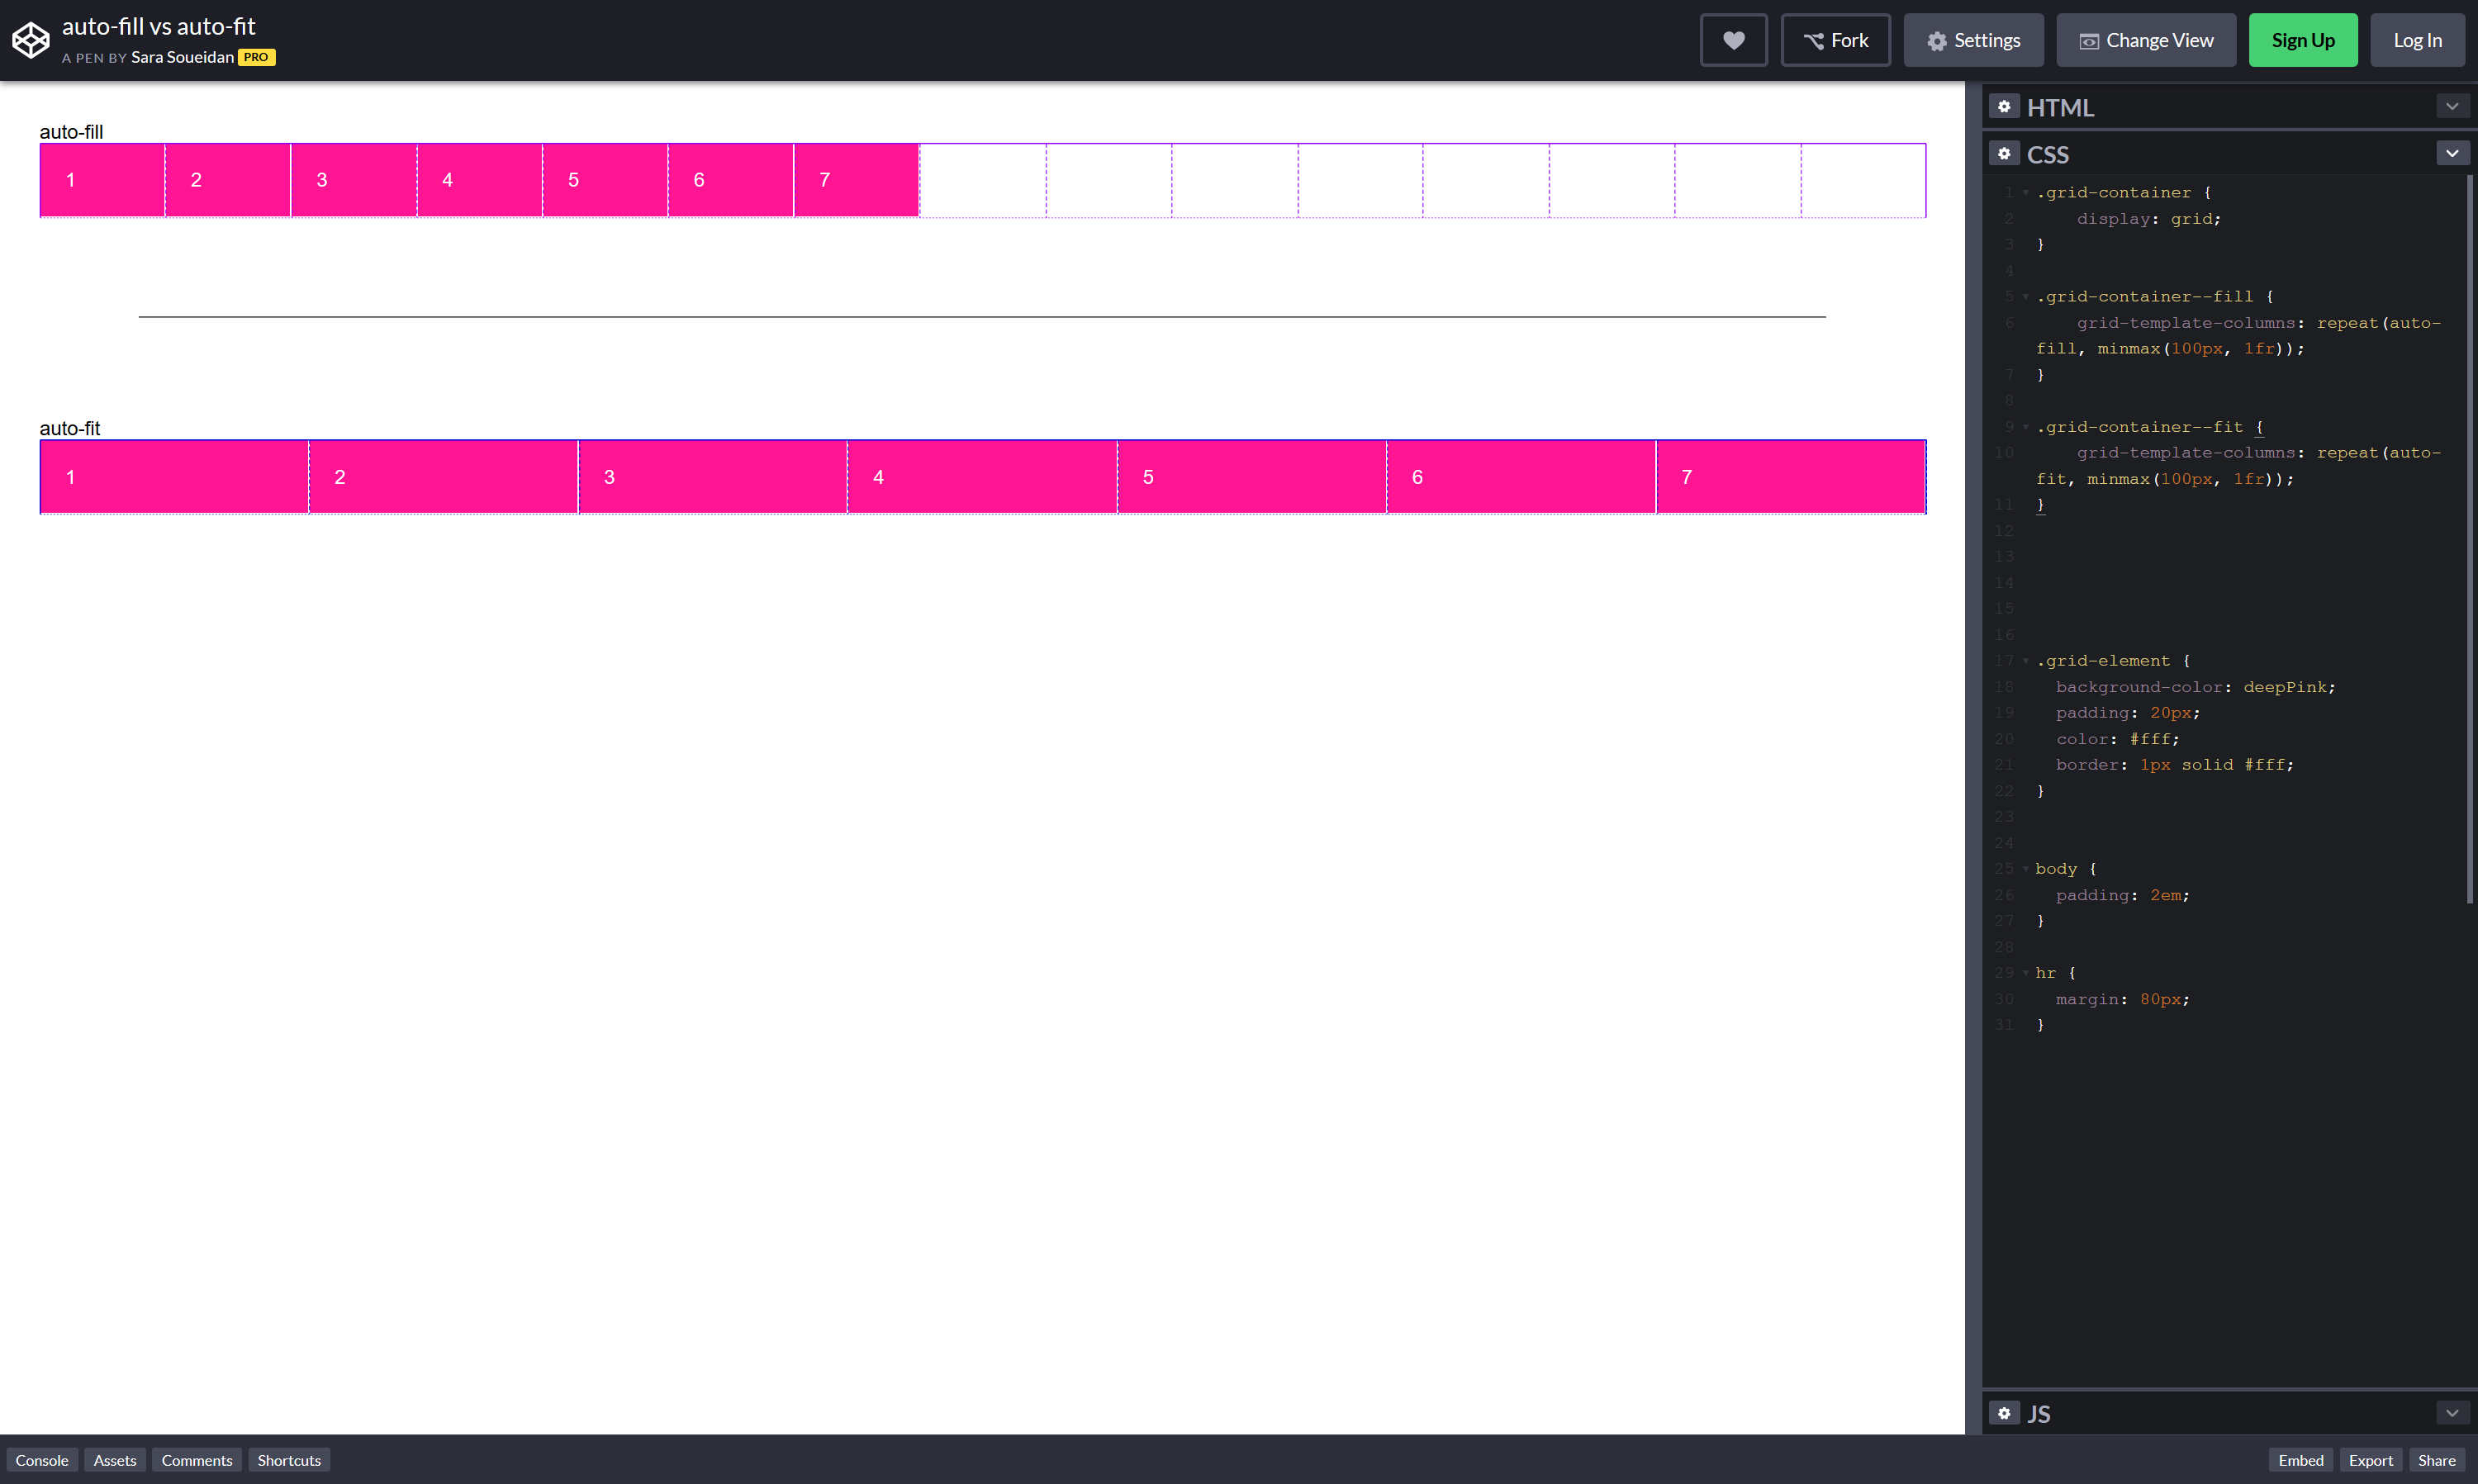 auto-fill vs auto-fit
A PEN BY Sara Soueidan PRO
Fork
Settings
Change View
Sign Up
Log In
auto-fill
1 2 3 4 5 6 7
auto-fit
1 2 3 4 5 6 7
HTML
CSS
1 .grid-container {
2 display: grid;
3 }
4
5 .grid-container--fill {
6 grid-template-columns: repeat(auto-
fill, minmax(100px, 1fr));
7 }
8
9 .grid-container--fit {
10 grid-template-columns: repeat(auto-
fit, minmax(100px, 1fr));
11 }
12
13
14
15
16
17 .grid-element {
18 background-color: deepPink;
19 padding: 20px;
20 color: #fff;
21 border: 1px solid #fff;
22 }
23
24
25 body {
26 padding: 2em;
27 }
28
29 hr {
30 margin: 80px;
31 }
JS
Console Assets Comments Shortcuts
Embed Export Share